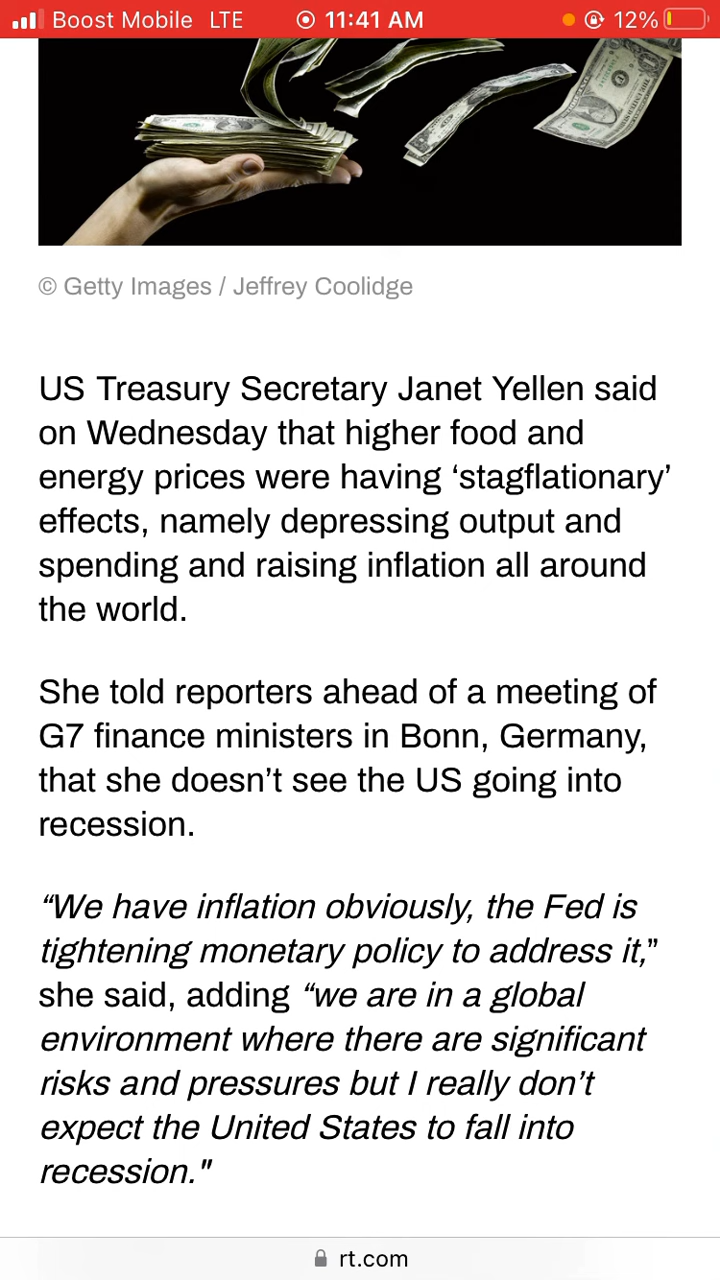 Boost Mobile LTE 11:41 AM 12%
© Getty Images / Jeffrey Coolidge
US Treasury Secretary Janet Yellen said
on Wednesday that higher food and
energy prices were having ‘stagflationary’
effects, namely depressing output and
spending and raising inflation all around
the world.
She told reporters ahead of a meeting of
G7 finance ministers in Bonn, Germany,
that she doesn’t see the US going into
recession.
“We have inflation obviously, the Fed is
tightening monetary policy to address it,”
she said, adding “we are in a global
environment where there are significant
risks and pressures but I really don’t
expect the United States to fall into
recession."
rt.com